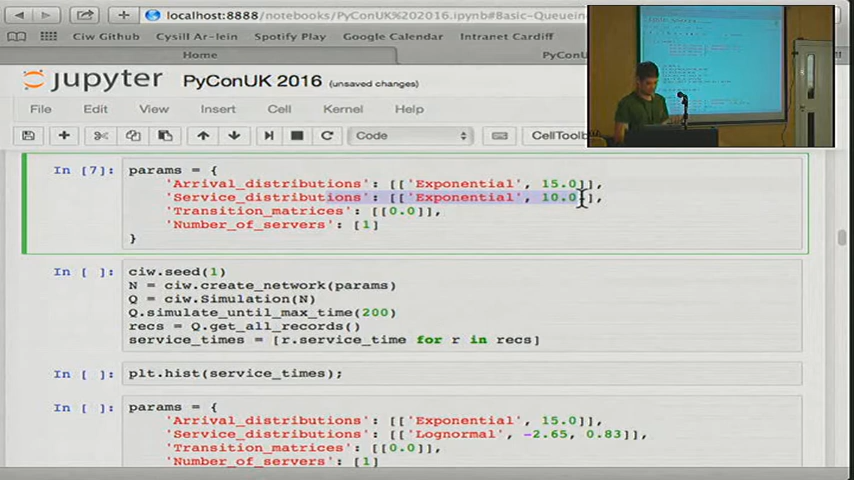 localhost:8888/notebooks/PyConUK%202016.ipynb#Basic-Queuein
Ciw Github
Cysill Ar-lein
Spotify Play
Quantitative Cardiff
Intranet Cardiff
Home
PyConU
jupyter PyConUK 2016 (unsaved changes)
File Edit View Insert Cell Kernel Help
Code
CellToolb
In [7]: params = {
'Arrival_distributions': [['Exponential', 15.0]],
'Service_distributions': [['Exponential', 10.0]],
'Transition_matrices': [[0.0]],
'Number_of_servers': [1]
}
In [ ]: ciw.seed(1)
N = ciw.create_network(params)
Q = ciw.Simulation(N)
Q.simulate_until_max_time(200)
recs = Q.get_all_records()
service_times = [r.service_time for r in recs]
In [ ]: plt.hist(service_times);
In [ ]: params = {
'Arrival_distributions': [['Exponential', 15.0]],
'Service_distributions': [['Lognormal', -2.65, 0.83]],
'Transition_matrices': [[0.0]],
'Number_of_servers': [1]